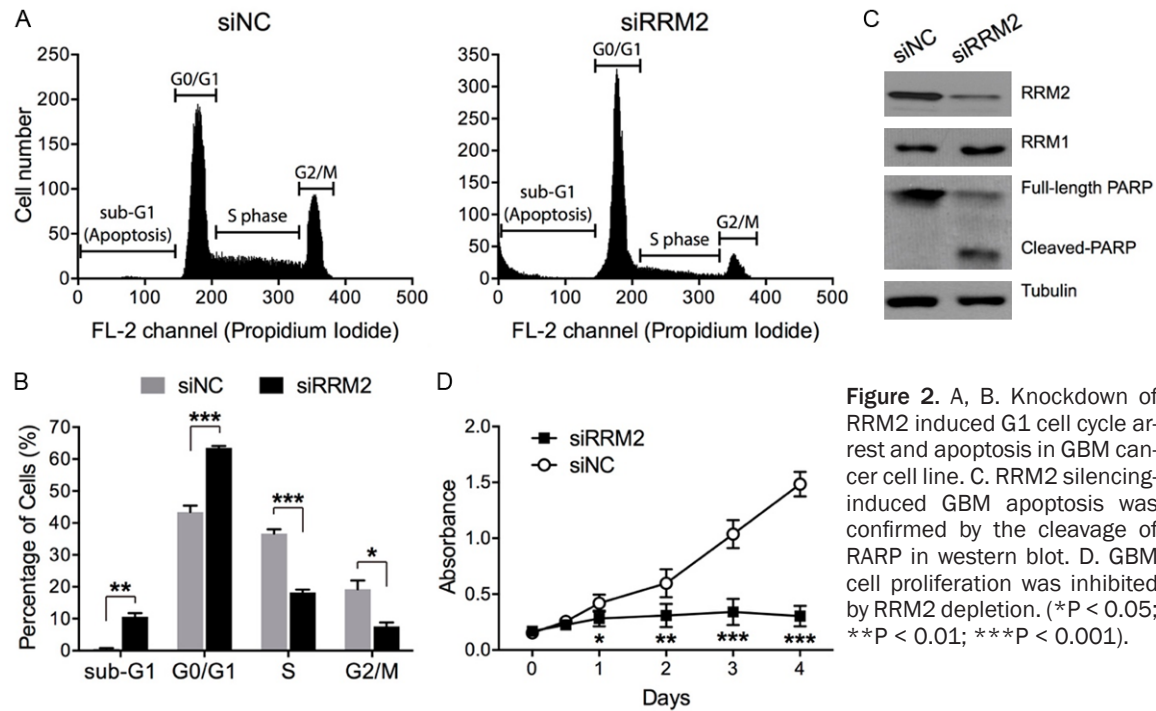 A
siNC
250
200
150
100
50
0
Cell number
G0/G1
G2/M
S phase
sub-G1
(Apoptosis)
0 100 200 300 400 500
FL-2 channel (Propidium Iodide)
siRRM2
350
300
250
200
150
100
50
0
G0/G1
sub-G1
(Apoptosis)
G2/M
S phase
0 100 200 300 400 500
FL-2 channel (Propidium Iodide)
C
siNC siRRM2
RRM2
RRM1
Full-length PARP
Cleaved-PARP
Tubulin
B
siNC siRRM2
Percentage of Cells (%)
70
60
50
40
30
20
10
0
**
***
***
*
sub-G1 G0/G1 S G2/M
D
siRRM2
siNC
Absorbance
2.0
1.5
1.0
0.5
0.0
* ** *** ***
0 1 2 3 4
Days
Figure 2. A, B. Knockdown of
RRM2 induced G1 cell cycle ar-
rest and apoptosis in GBM can-
cer cell line. C. RRM2 silencing-
induced GBM apoptosis was
confirmed by the cleavage of
RARP in western blot. D. GBM
cell proliferation was inhibited
by RRM2 depletion. (*P < 0.05;
**P < 0.01; ***P < 0.001).